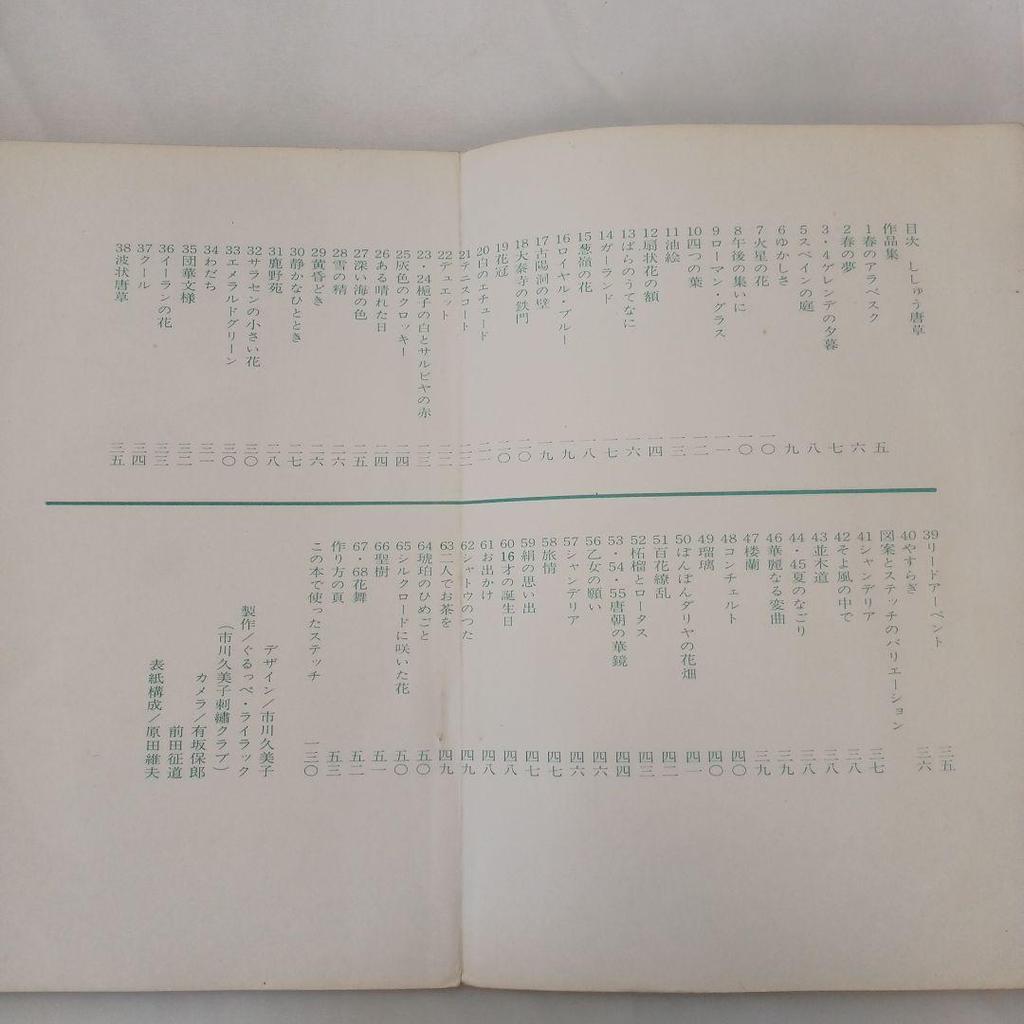 目次　ししゅう唐草
作品集
1春のアラベスク　五
2春の夢　六
3・4ゲレンデの夕暮　七
5スペインの庭　八
6ゆかしさ　九
7火星の花　一〇
8午後の集いに　一〇
9ローマン・グラス　一一
10四つの葉　一二
11油絵　一三
12扇状花の額　一四
13ばらのうてなに　一六
14ガーランド　一七
15葱嶺の花　一八
16ロイヤル・ブルー　一九
17古陽洞の壁　一九
18大秦寺の鉄門　二〇
19花冠　二〇
20白のエチュード　二一
21テニスコート　二二
22デュエット　二二
23・24梔子の白とサルビヤの赤　二三
25灰色のクロッキー　二四
26ある晴れた日　二四
27深い海の色　二五
28雪の精　二六
29黄昏どき　二六
30静かなひととき　二七
31鹿野苑　二八
32サラセンの小さい花　三〇
33エメラルドグリーン　三〇
34わだち　三一
35団華文様　三二
36イーランの花　三三
37クール　三四
38波状唐草　三五
39リードアーベント　三五
40やすらぎ　三六
図案とステッチのバリエーション
41シャンデリア　三七
42そよ風の中で　三八
43並木道　三八
44・45夏のなごり　三八
46華麗なる変曲　三九
47楼蘭　三九
48コンチェルト　四〇
49瑠璃　四〇
50ぽんぽんダリヤの花畑　四一
51百花繚乱　四二
52柘榴とロータス　四三
53・54・55唐朝の華鏡　四四
56乙女の願い　四六
57シャンデリア　四六
58旅情　四七
59絹の思い出　四七
6016才の誕生日　四八
61お出かけ　四八
62シャトウのつた　四九
63二人でお茶を　四九
64琥珀のひめごと　五〇
65シルクロードに咲いた花　五〇
66聖樹　五一
67・68花舞　五二
作り方の頁　五三
この本で使ったステッチ　一三〇
デザイン／市川久美子
製作／ぐるっぺ・ライラック
（市川久美子刺繡クラブ）
カメラ／有坂保郎
前田征道
表紙構成／原田維夫